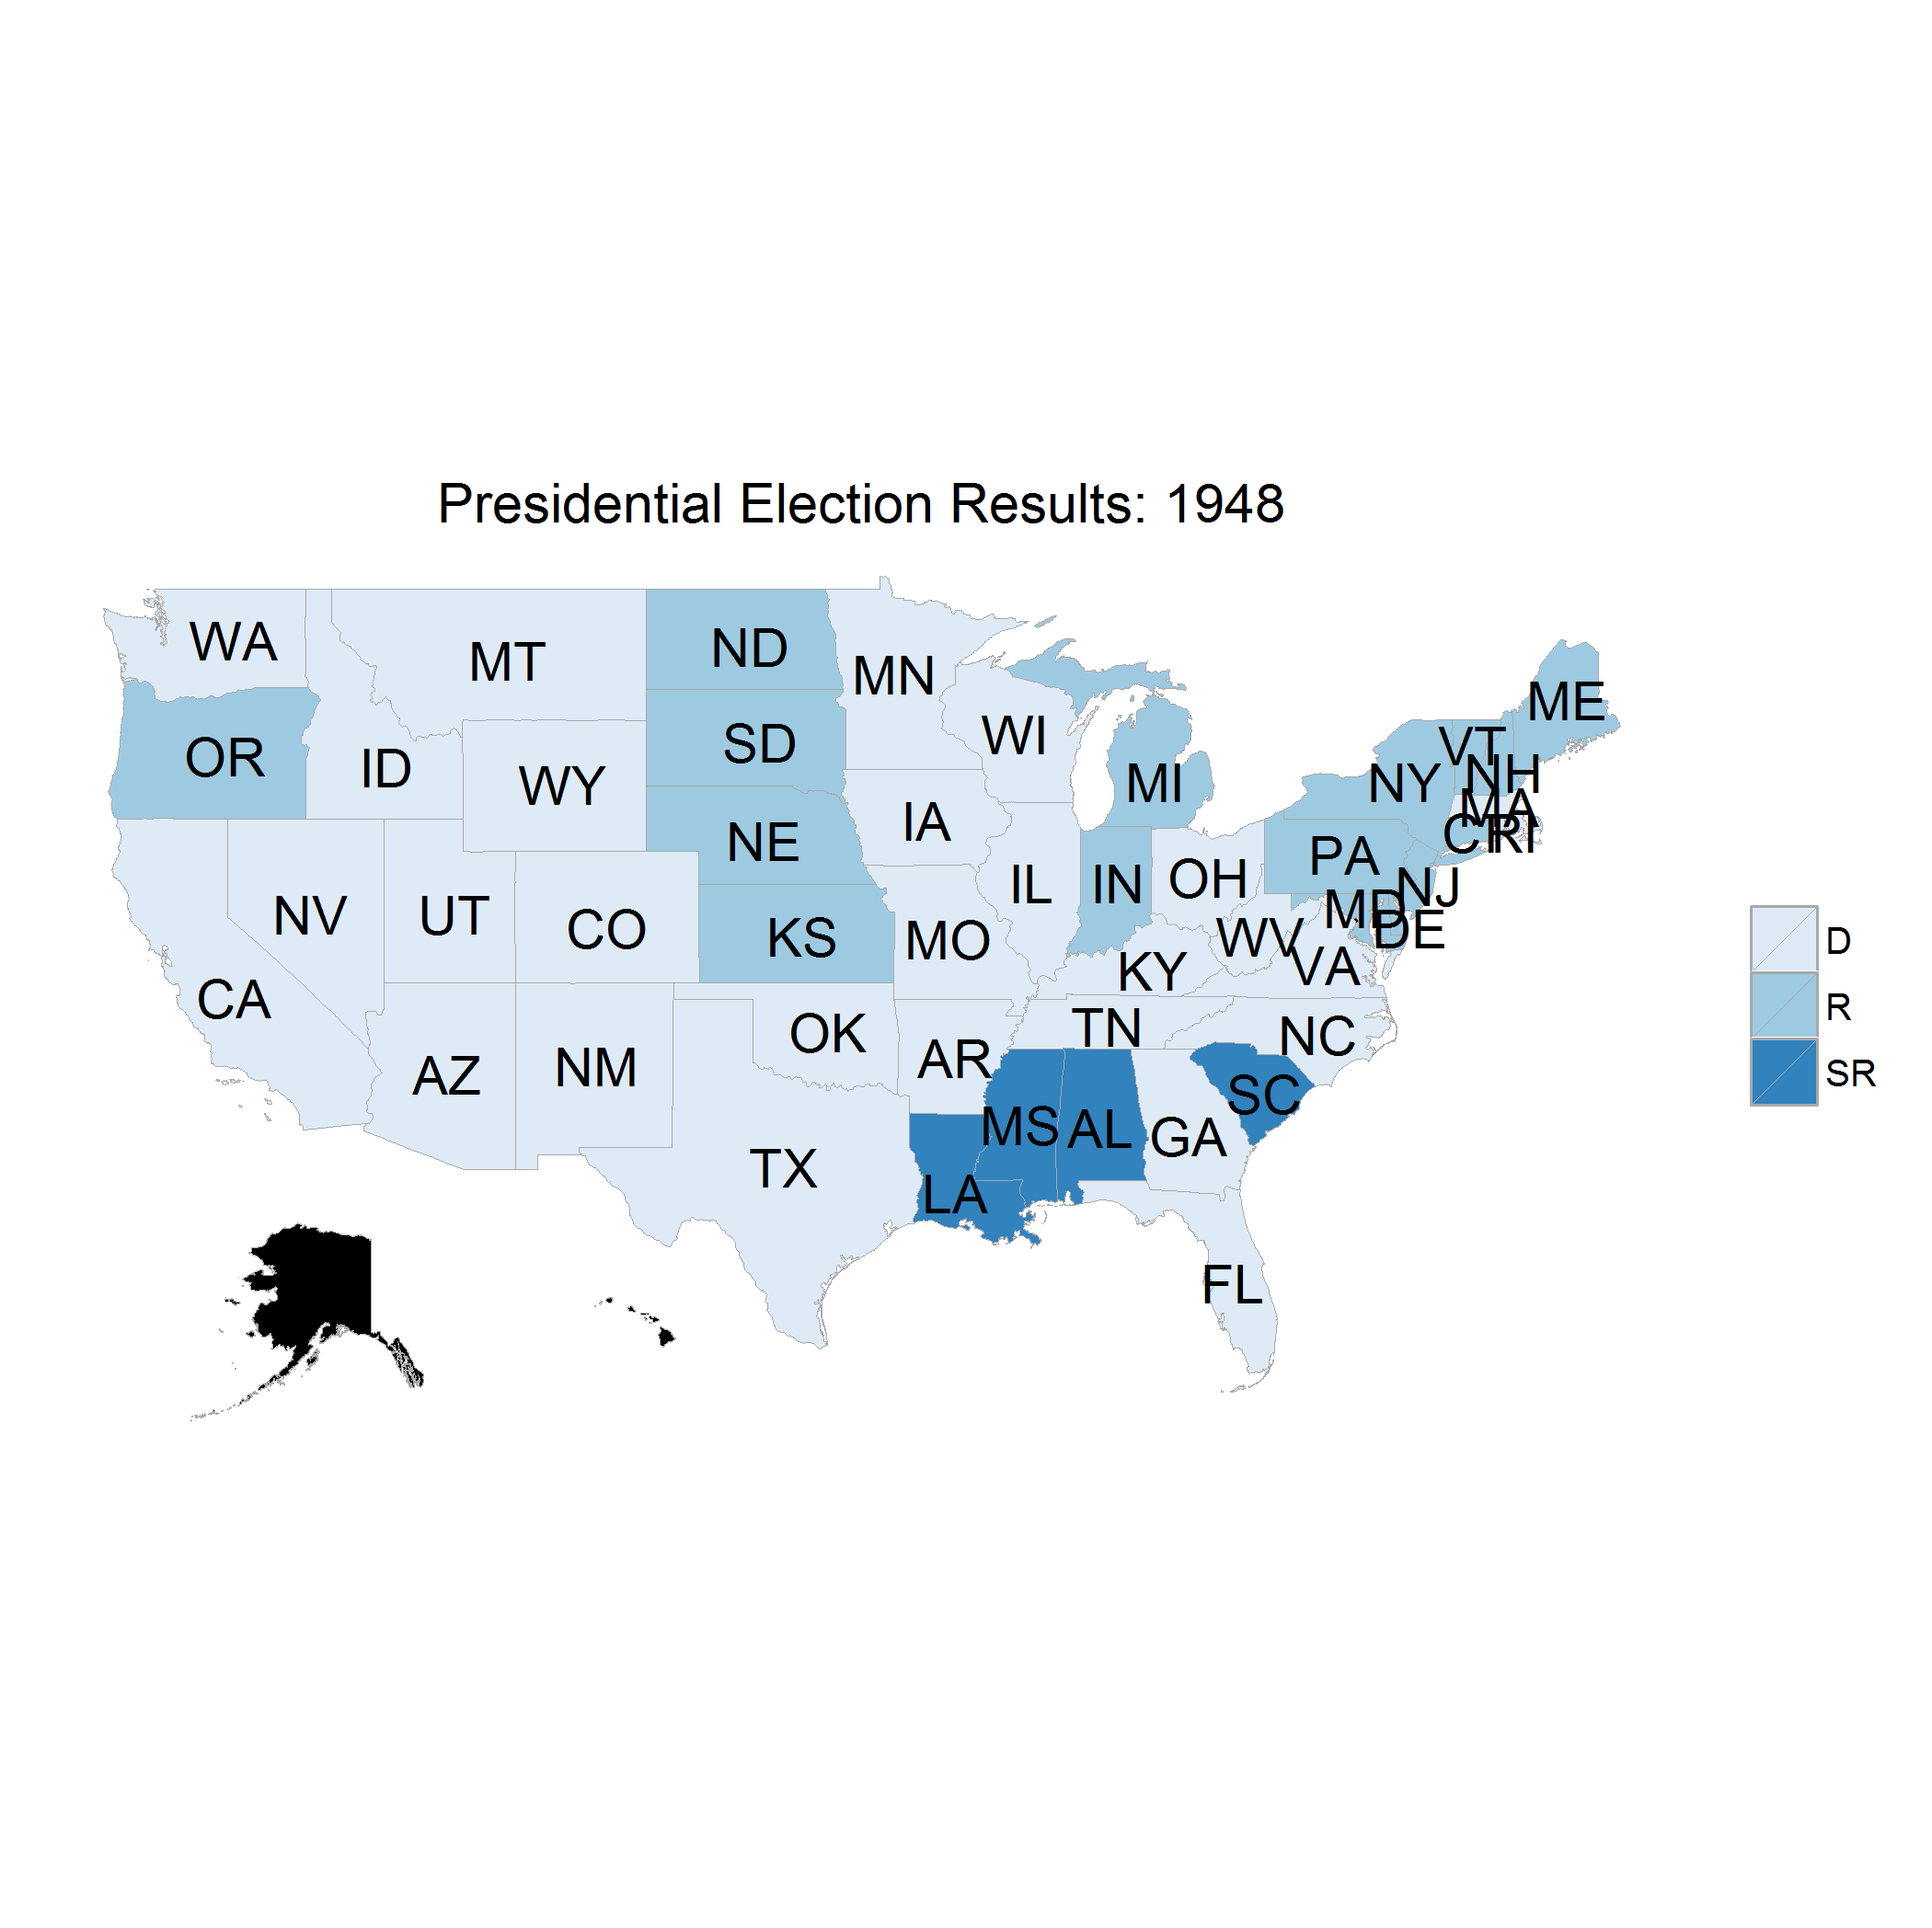 Presidential Election Results: 1948
WA
MT
ND
MN
ME
OR
ID
WY
SD
WI
MI
NY
VT
NH
MA
CT
RI
NE
IA
PA
NV
UT
CO
KS
MO
IL
IN
OH
NJ
MD
DE
WV
VA
KY
CA
AZ
NM
OK
AR
TN
NC
SC
TX
LA
MS
AL
GA
FL
D
R
SR